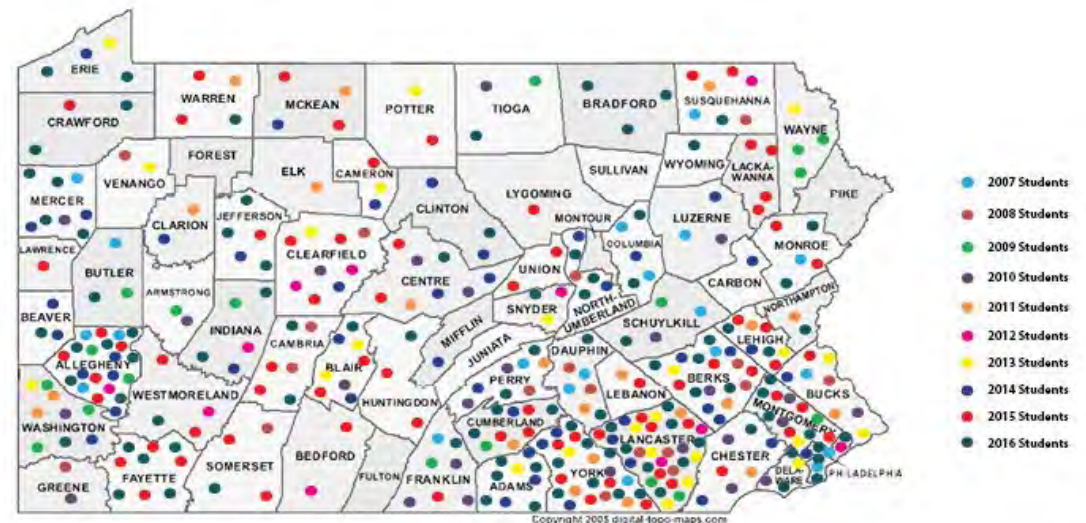 ERIE
CRAWFORD
WARREN
MCKEAN
POTTER
TIOGA
BRADFORD
SUSQUEHANNA
WAYNE
FOREST
ELK
CAMERON
SULLIVAN
WYOMING
LACKA-
WANNA
PIKE
MERCER
VENANGO
CLARION
JEFFERSON
CLINTON
LYGOMING
MONTOUR
COLUMBIA
LUZERNE
MONROE
LAWRENCE
BUTLER
ARMSTRONG
CLEARFIELD
CENTRE
UNION
SNYDER
NORTH-
UMBERLAND
CARBON
NORTHAMPTON
BEAVER
INDIANA
CAMBRIA
BLAIR
MIFFLIN
JUNIATA
SCHUYLKILL
LEHIGH
ALLEGHENY
WESTMORELAND
HUNTINGDON
PERRY
DAUPHIN
LEBANON
BERKS
BUCKS
MONTGOMERY
WASHINGTON
CUMBERLAND
LANCASTER
CHESTER
DELA-
WARE
PHILADELPHIA
GREENE
FAYETTE
SOMERSET
BEDFORD
FULTON
FRANKLIN
ADAMS
YORK
Copyright 2005 digital-topo-maps.com
2007 Students
2008 Students
2009 Students
2010 Students
2011 Students
2012 Students
2013 Students
2014 Students
2015 Students
2016 Students